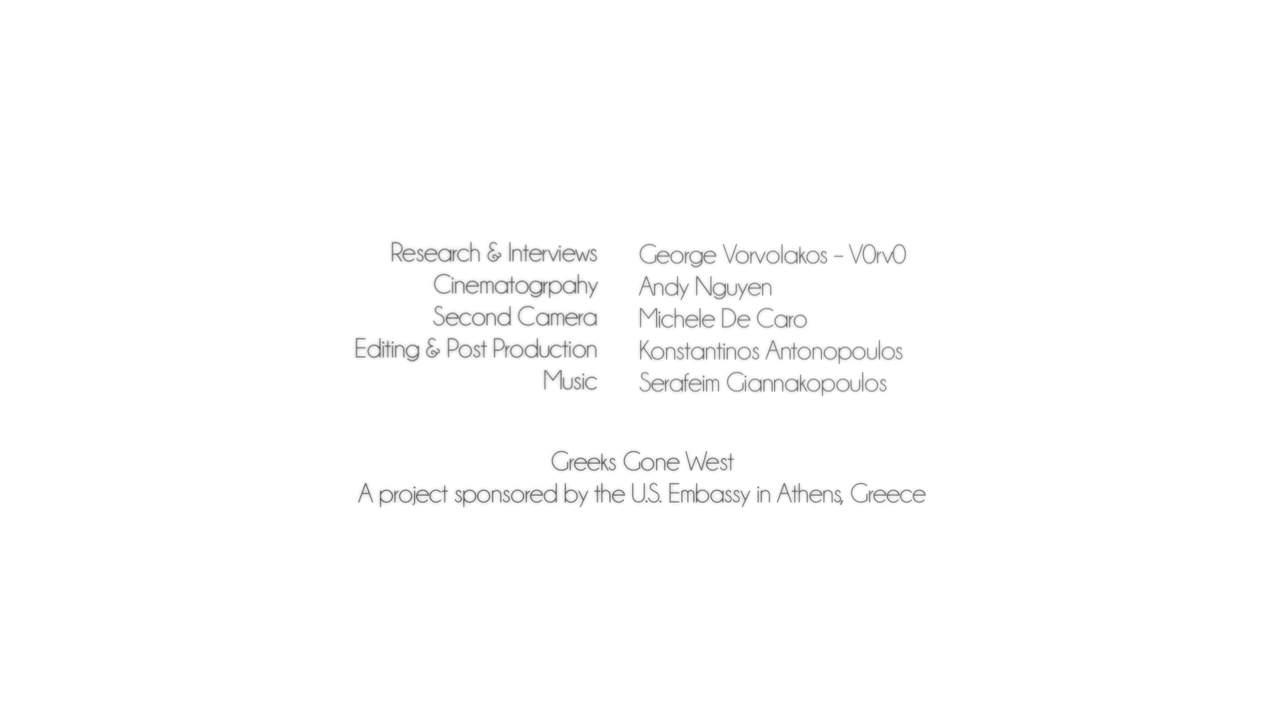 Research & Interviews George Vorvolakos – V0rv0
Cinematogrpahy Andy Nguyen
Second Camera Michele De Caro
Editing & Post Production Konstantinos Antonopoulos
Music Serafeim Giannakopoulos
Greeks Gone West
A project sponsored by the U.S. Embassy in Athens, Greece